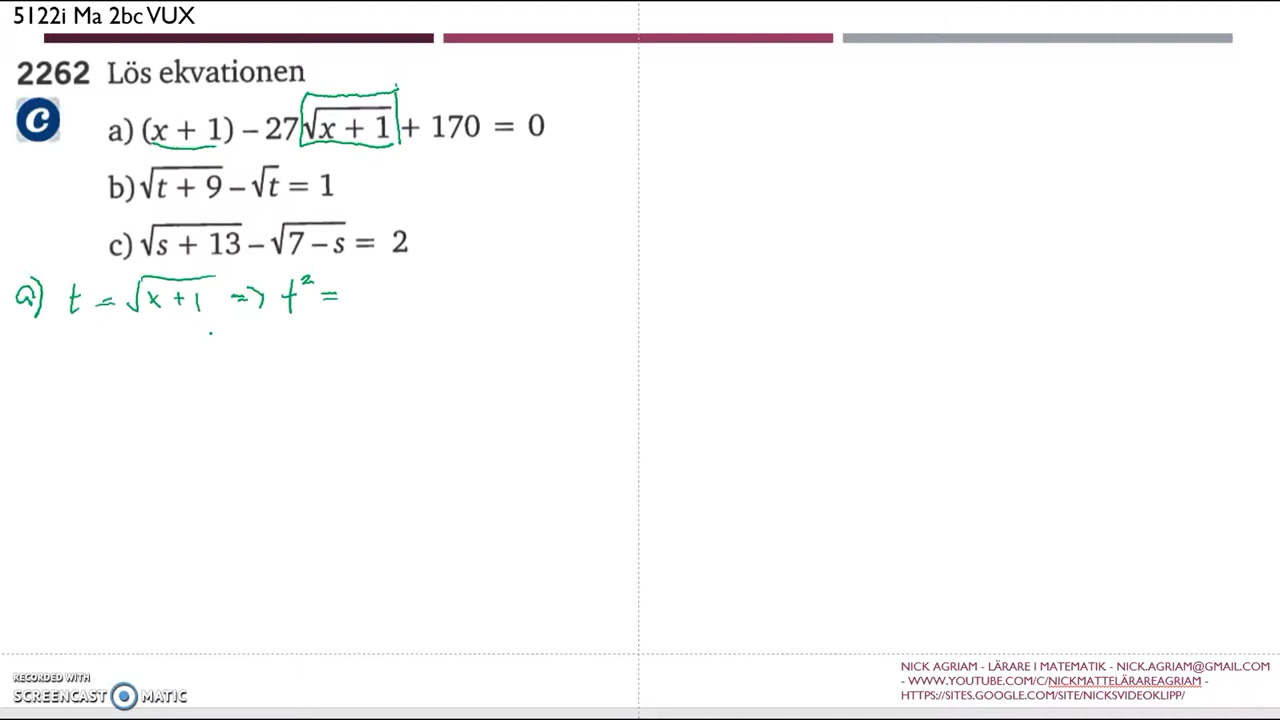 5122i Ma 2bc VUX
2262 Lös ekvationen
C
a) (x + 1) – 27√x + 1 + 170 = 0
b) √t + 9 – √t = 1
c) √s + 13 – √7 – s = 2
a) t = √x + 1 => t² =
RECORDED WITH
SCREENCAST MATIC
NICK AGRIAM - LÄRARE I MATEMATIK - NICK.AGRIAM@GMAIL.COM
- WWW.YOUTUBE.COM/C/NICKMATTELÄRAREAGRIAM -
HTTPS://SITES.GOOGLE.COM/SITE/NICKSVIDEOKLIPP/